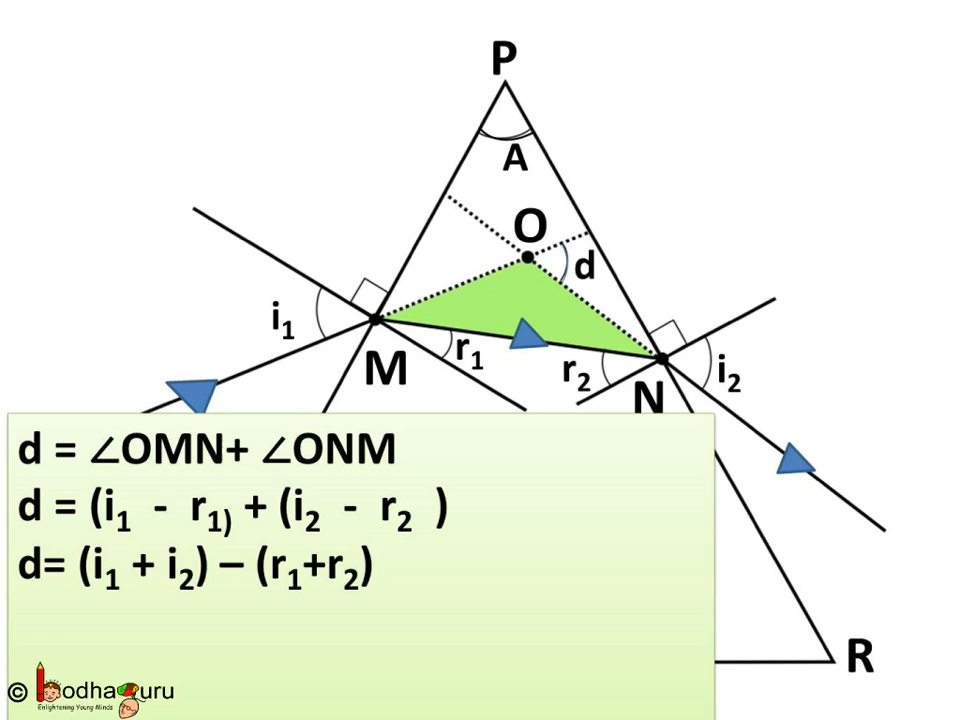 P
A
O
d
i₁
r₁
M
r₂
N
i₂
d = ∠OMN+ ∠ONM
d = (i₁ - r₁₎ + (i₂ - r₂ )
d= (i₁ + i₂) – (r₁+r₂)
R
© BodhaGuru
Enlightening Young Minds